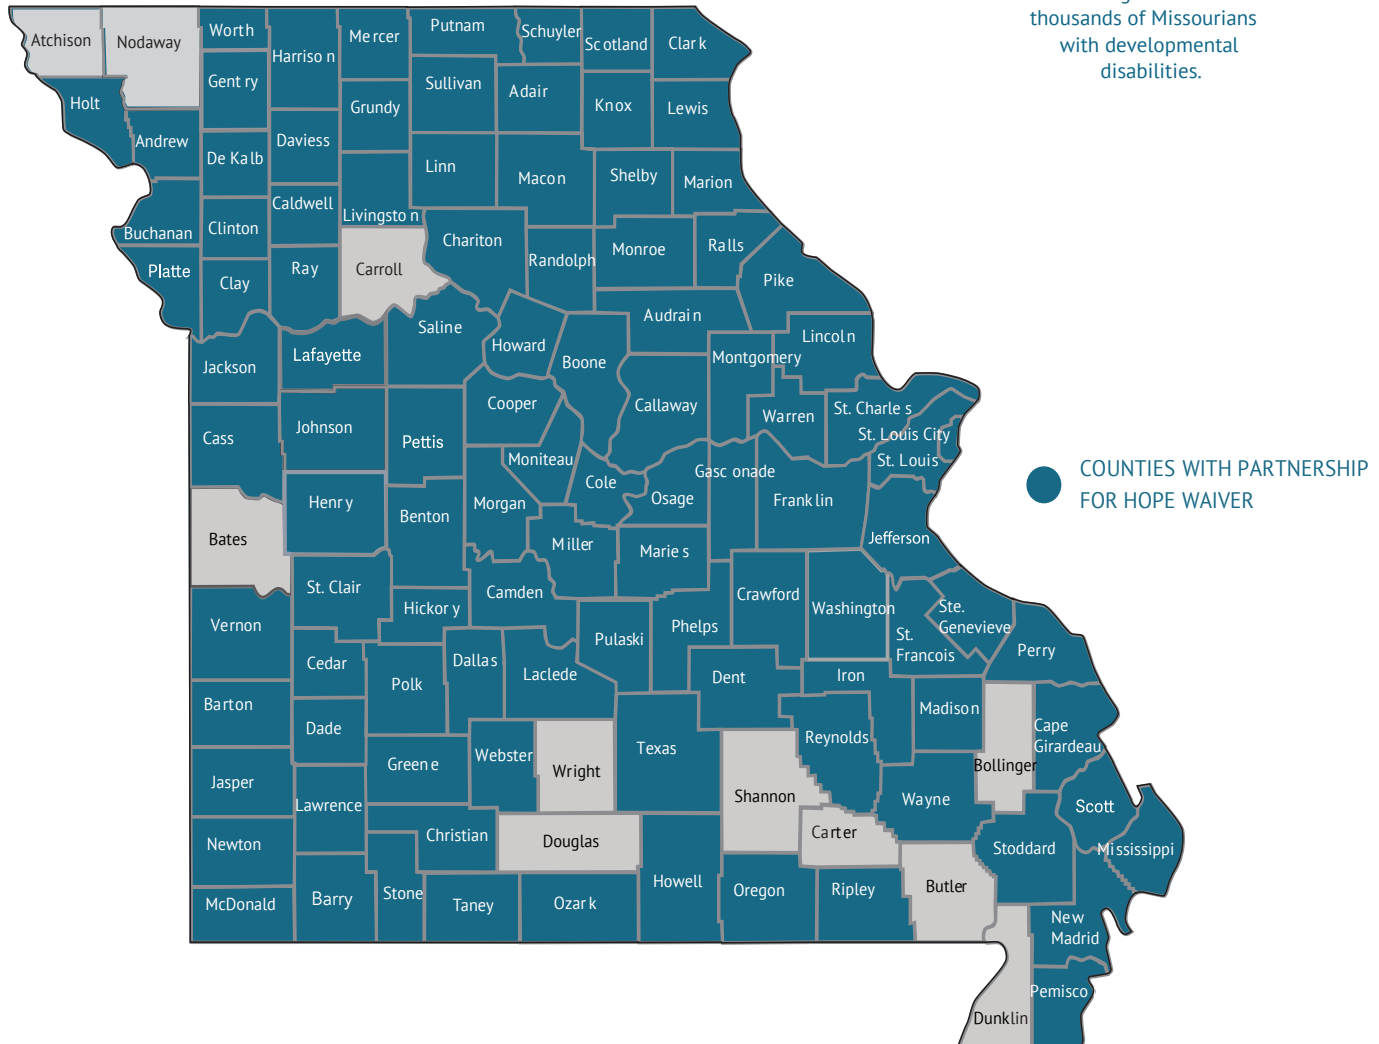 thousands of Missourians
with developmental
disabilities.
Atchison
Nodaway
Worth
Harrison
Mercer
Putnam
Schuyler
Scotland
Clark
Gentry
Sullivan
Adair
Knox
Lewis
Holt
Grundy
Andrew
De Kalb
Daviess
Linn
Macon
Shelby
Marion
Buchanan
Clinton
Caldwell
Livingston
Chariton
Randolph
Monroe
Ralls
Platte
Clay
Ray
Carroll
Pike
Saline
Howard
Audrain
Lincoln
Jackson
Lafayette
Boone
Montgomery
Cooper
Callaway
Warren
St. Charles
Cass
Johnson
Pettis
St. Louis City
St. Louis
Moniteau
Cole
Gasconade
Osage
Franklin
Morgan
COUNTIES WITH PARTNERSHIP
FOR HOPE WAIVER
Henry
Benton
Bates
Miller
Maries
Jefferson
St. Clair
Camden
Hickory
Crawford
Washington
Ste.
Genevieve
Vernon
Pulaski
Phelps
St.
Francois
Perry
Cedar
Dallas
Laclede
Dent
Iron
Polk
Barton
Dade
Madison
Cape
Girardeau
Greene
Webster
Texas
Reynolds
Bollinger
Jasper
Wright
Shannon
Wayne
Scott
Lawrence
Christian
Douglas
Carter
Newton
Stoddard
Mississippi
McDonald
Barry
Stone
Taney
Ozark
Howell
Oregon
Ripley
Butler
New
Madrid
Pemisco
Dunklin